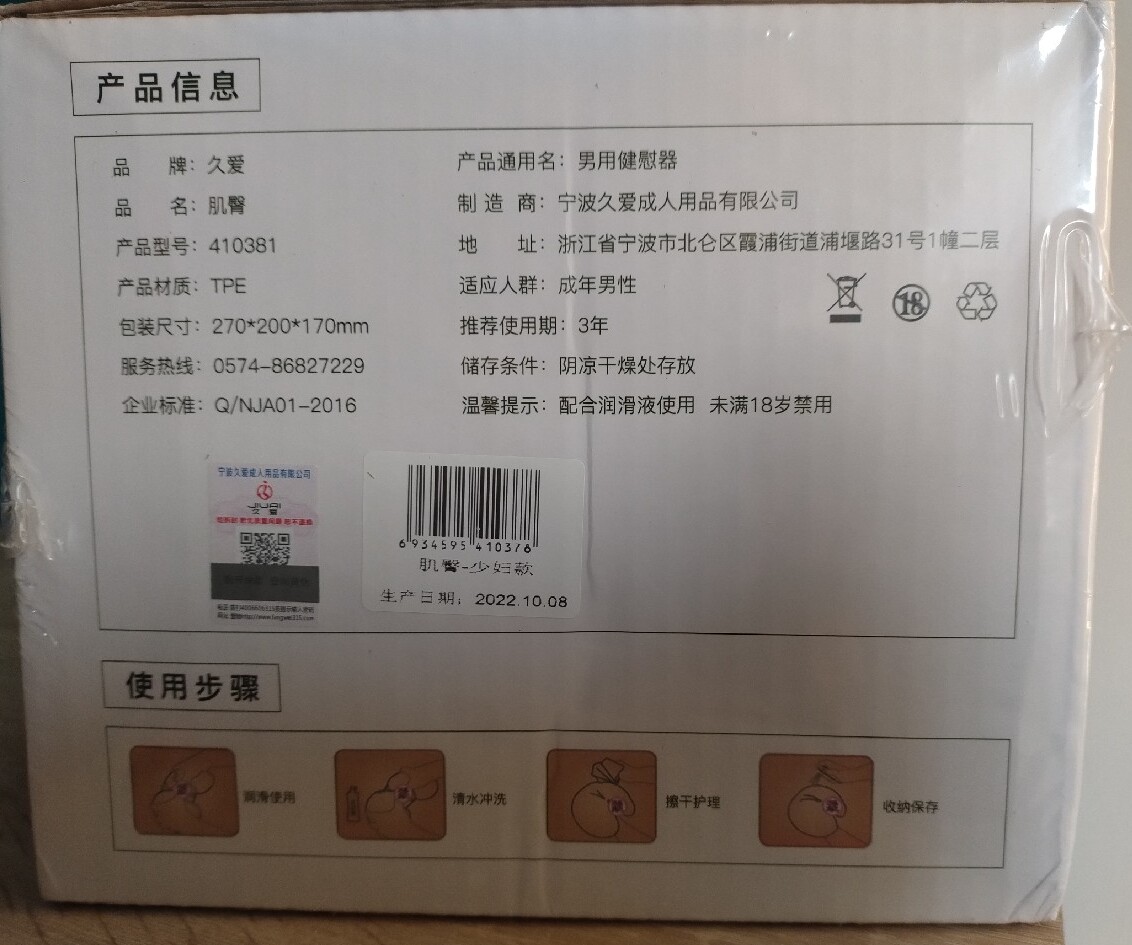 产品信息
品 牌：久爱
品 名：肌臀
产品型号：410381
产品材质：TPE
包装尺寸：270*200*170mm
服务热线：0574-86827229
企业标准：Q/NJA01-2016
产品通用名：男用健慰器
制 造 商：宁波久爱成人用品有限公司
地 址：浙江省宁波市北仑区霞浦街道浦堰路31号1幢二层
适应人群：成年男性
推荐使用期：3年
储存条件：阴凉干燥处存放
温馨提示：配合润滑液使用 未满18岁禁用
18
宁波久爱成人用品有限公司
JIUAI
久爱
6 934595 410378
肌臀-少妇款
生产日期：2022.10.08
使用步骤
润滑使用
清水冲洗
擦干护理
收纳保存